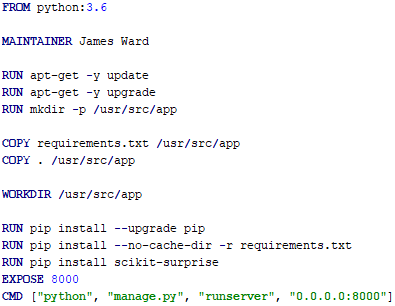 FROM python:3.6
MAINTAINER James Ward
RUN apt-get -y update
RUN apt-get -y upgrade
RUN mkdir -p /usr/src/app
COPY requirements.txt /usr/src/app
COPY . /usr/src/app
WORKDIR /usr/src/app
RUN pip install --upgrade pip
RUN pip install --no-cache-dir -r requirements.txt
RUN pip install scikit-surprise
EXPOSE 8000
CMD ["python", "manage.py", "runserver", "0.0.0.0:8000"]